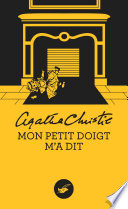 Agatha Christie
MON PETIT DOIGT
M'A DIT